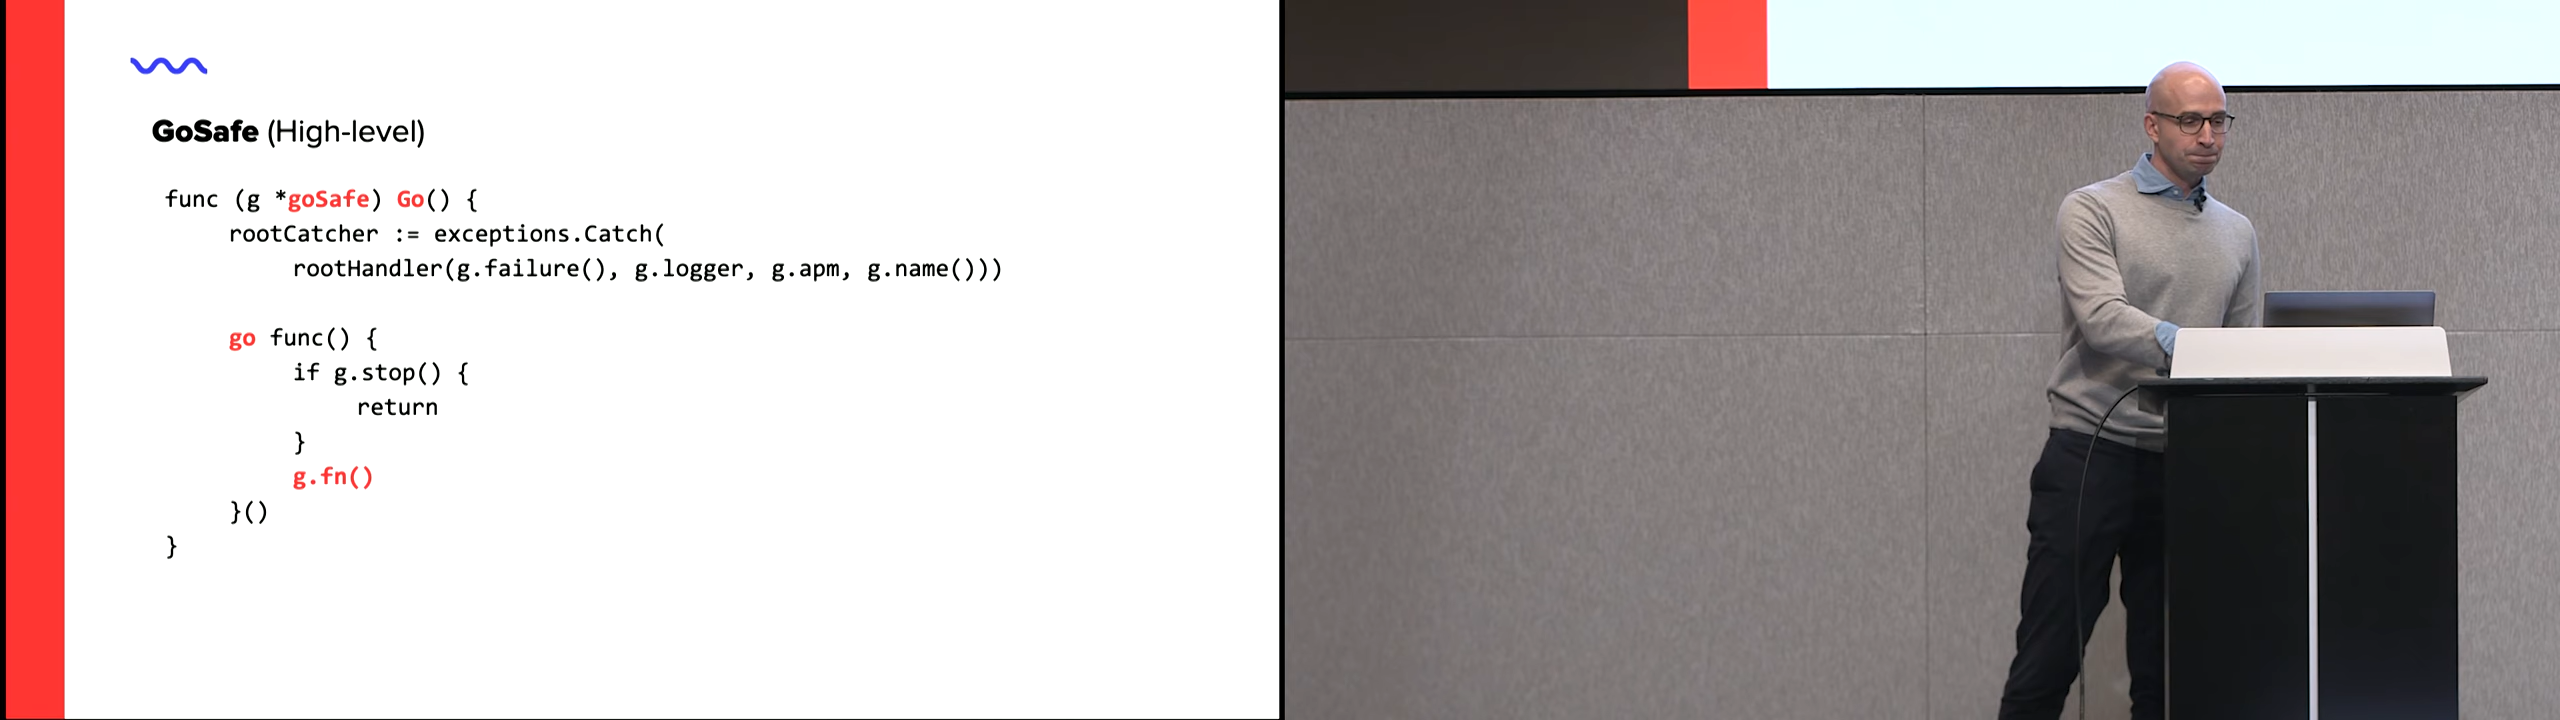 GoSafe (High-level)
func (g *goSafe) Go() {
rootCatcher := exceptions.Catch(
rootHandler(g.failure(), g.logger, g.apm, g.name()))
go func() {
if g.stop() {
return
}
g.fn()
}()
}